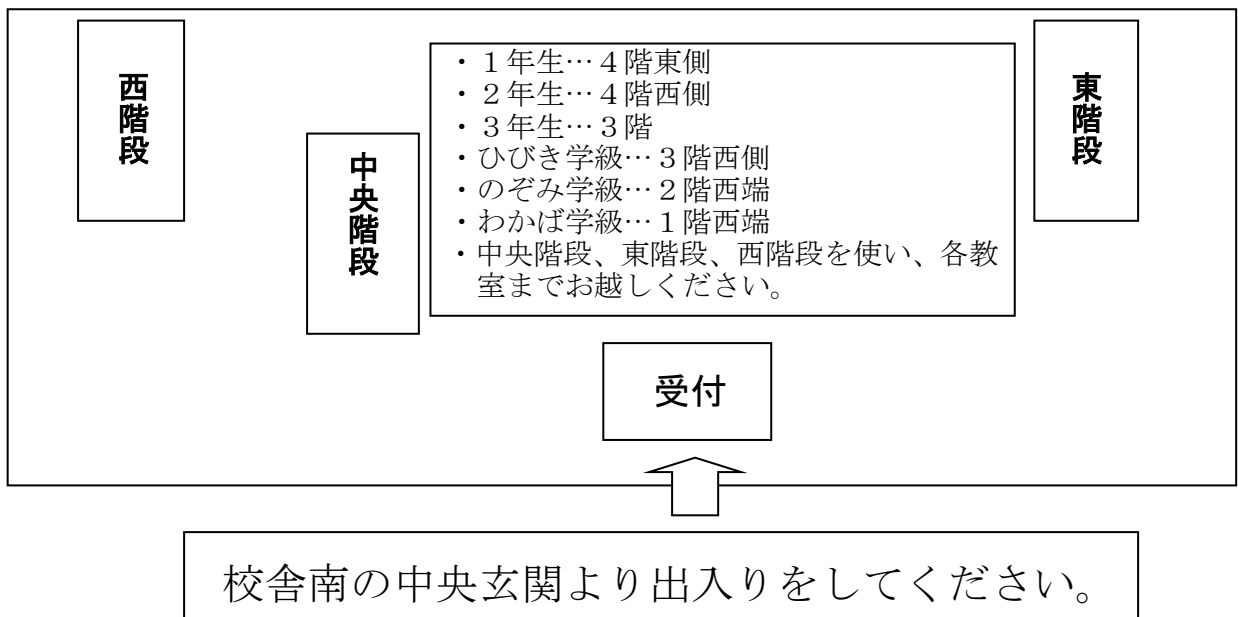 西階段
中央階段
・１年生…４階東側
・２年生…４階西側
・３年生…３階
・ひびき学級…３階西側
・のぞみ学級…２階西端
・わかば学級…１階西端
・中央階段、東階段、西階段を使い、各教
室までお越しください。
東階段
受付
校舎南の中央玄関より出入りをしてください。